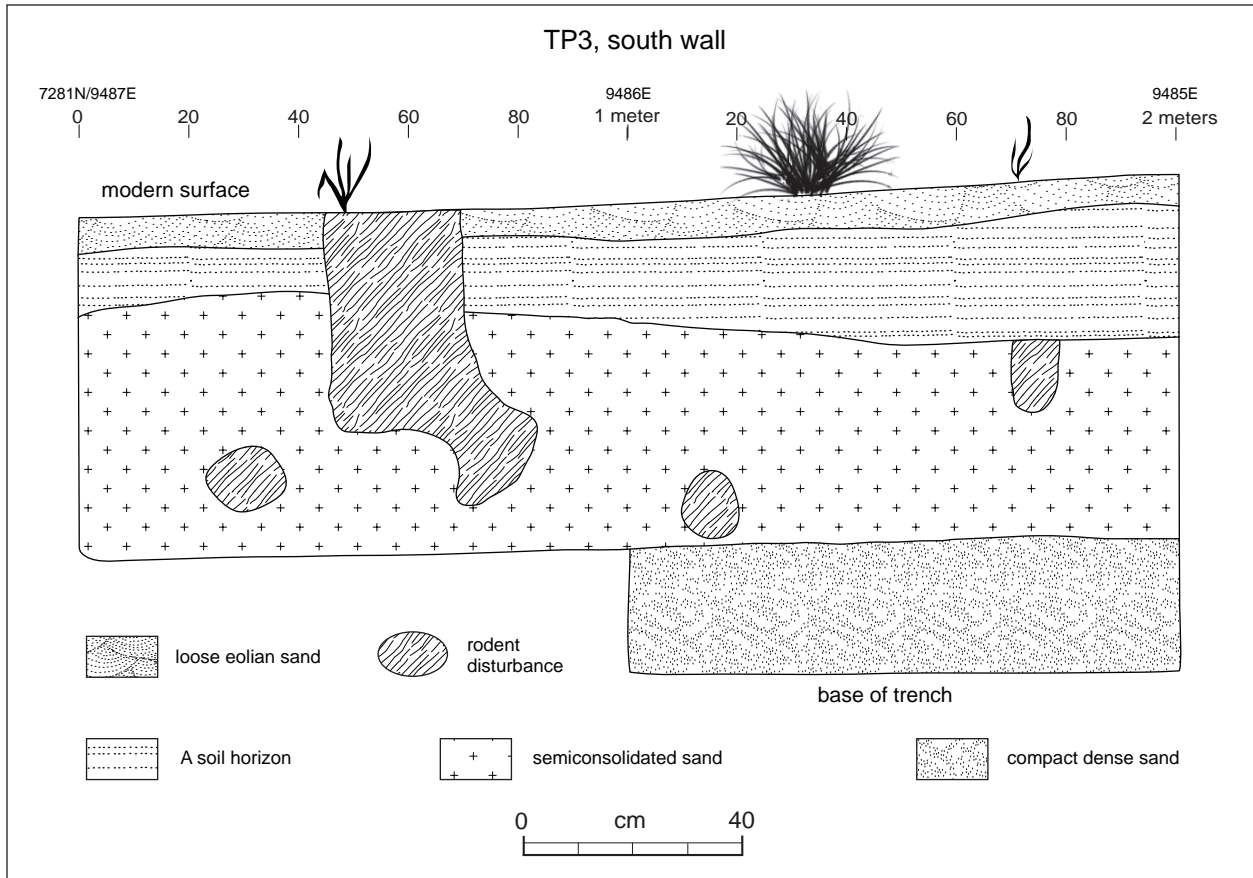 TP3, south wall
7281N/9487E 9486E 9485E
0 20 40 60 80 1 meter 20 40 60 80 2 meters
modern surface
loose eolian sand
rodent
disturbance
base of trench
A soil horizon
semiconsolidated sand
compact dense sand
0 cm 40